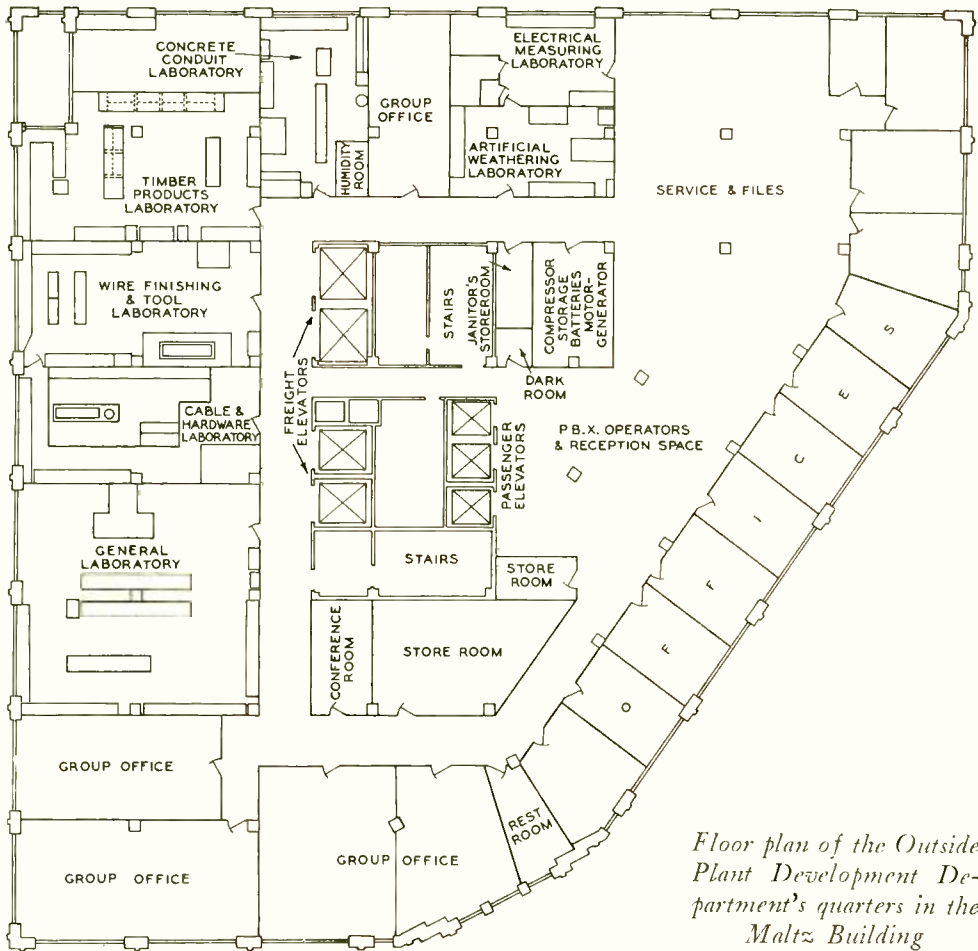 CONCRETE
CONDUIT
LABORATORY
ELECTRICAL
MEASURING
LABORATORY
GROUP
OFFICE
HUMIDITY
ROOM
ARTIFICIAL
WEATHERING
LABORATORY
TIMBER
PRODUCTS
LABORATORY
SERVICE & FILES
WIRE FINISHING
& TOOL
LABORATORY
STAIRS
JANITOR'S
STOREROOM
COMPRESSOR
STORAGE
BATTERIES
MOTOR-
GENERATOR
FREIGHT
ELEVATORS
DARK
ROOM
CABLE &
HARDWARE
LABORATORY
PASSENGER
ELEVATORS
P.B.X. OPERATORS
& RECEPTION SPACE
GENERAL
LABORATORY
STAIRS
STORE
ROOM
CONFERENCE
ROOM
STORE ROOM
OFFICES
GROUP OFFICE
GROUP OFFICE
GROUP OFFICE
REST
ROOM
Floor plan of the Outside
Plant Development De-
partment's quarters in the
Maltz Building